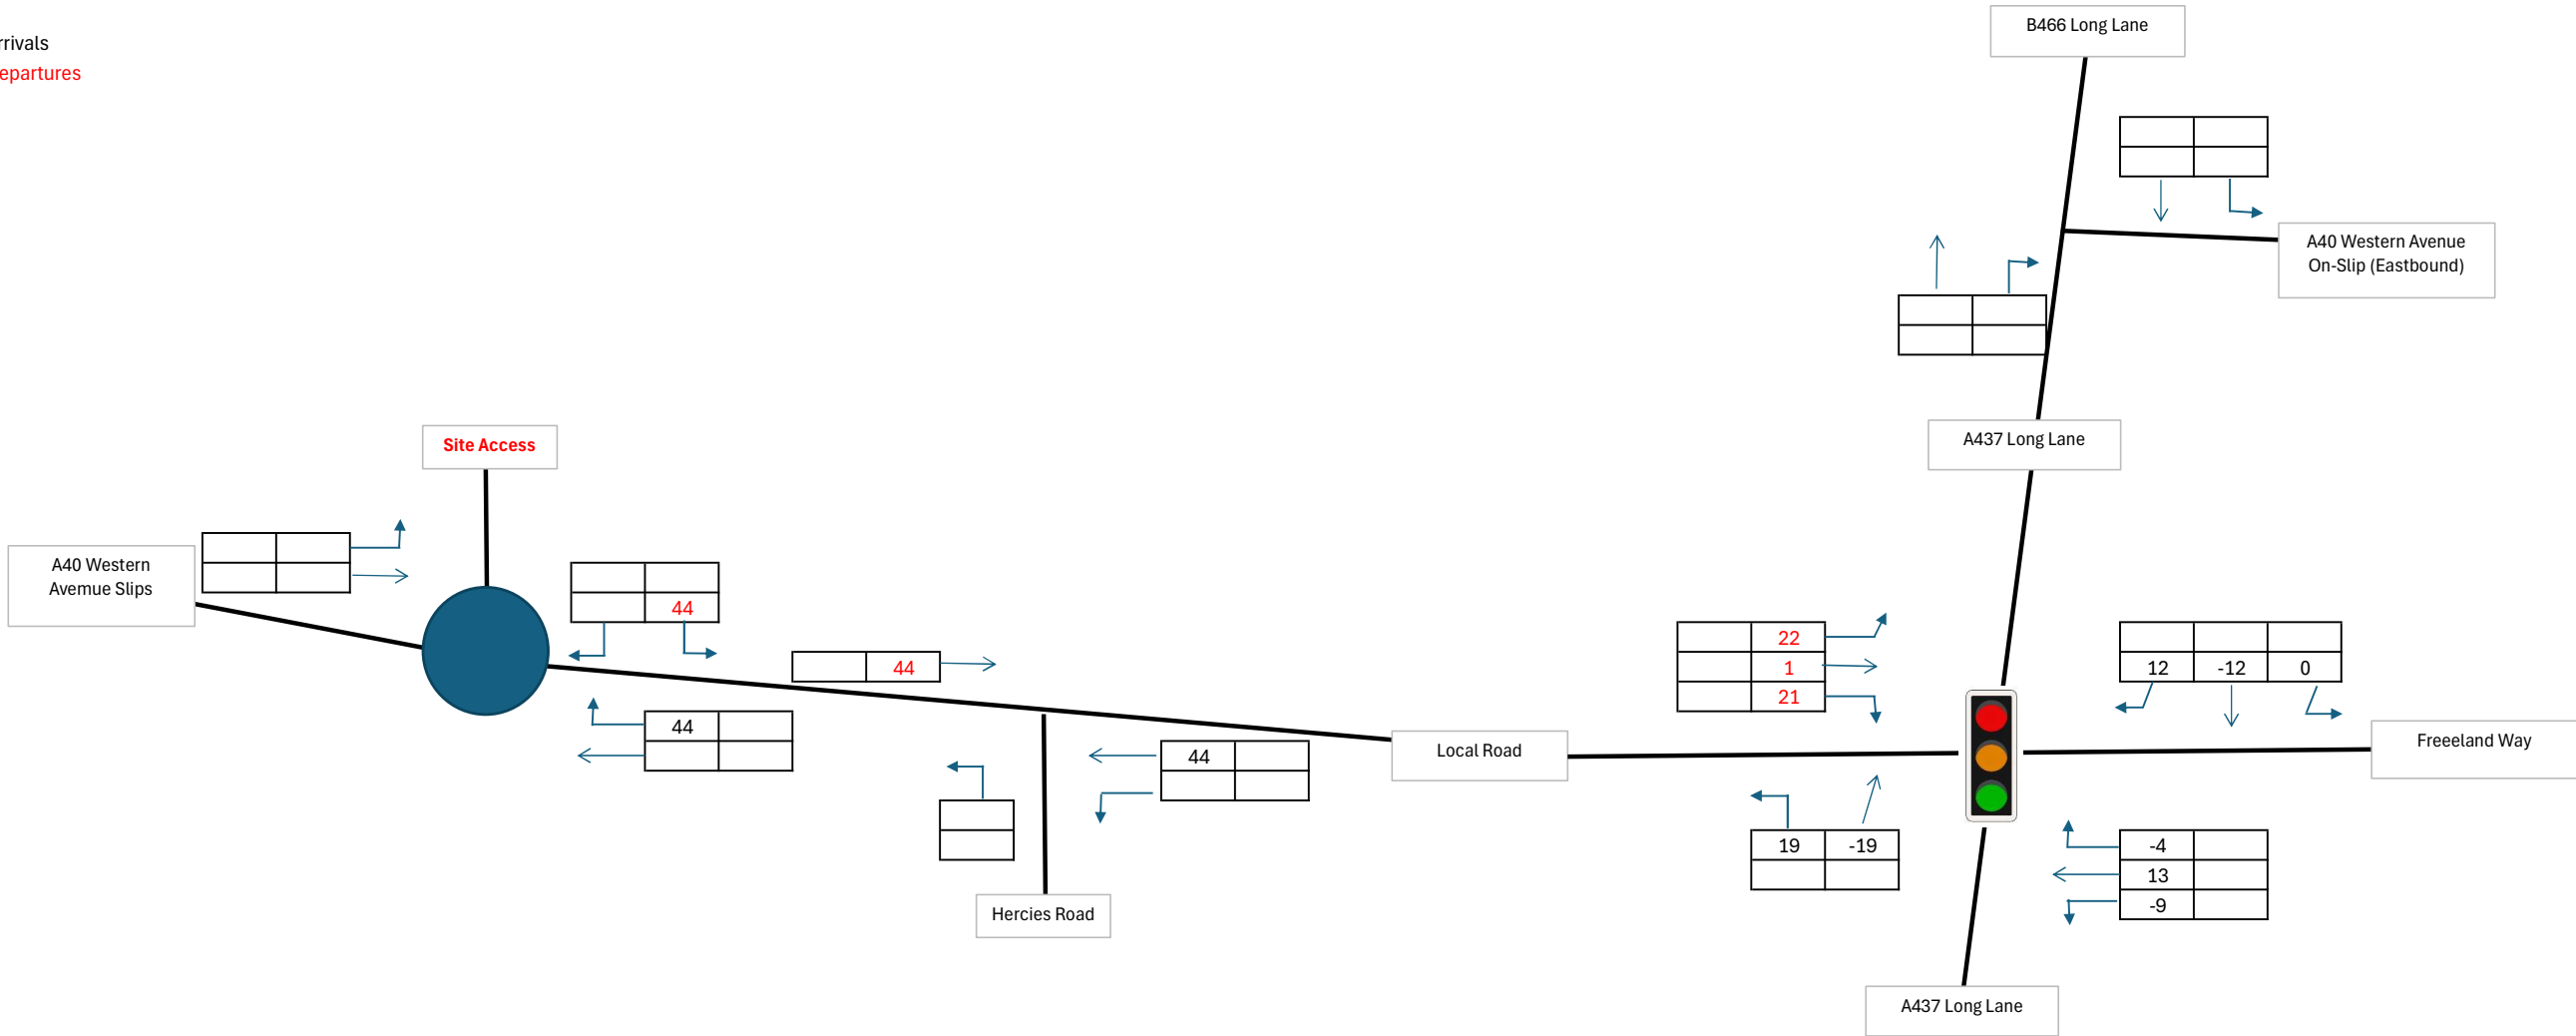 B466 Long Lane
rrivals
epartures
A40 Western Avenue
On-Slip (Eastbound)
A437 Long Lane
Site Access
A40 Western
Avemue Slips
44
44
22
1
21
12 -12 0
44
44
Local Road
Freeeland Way
19 -19
-4
13
-9
Hercies Road
A437 Long Lane